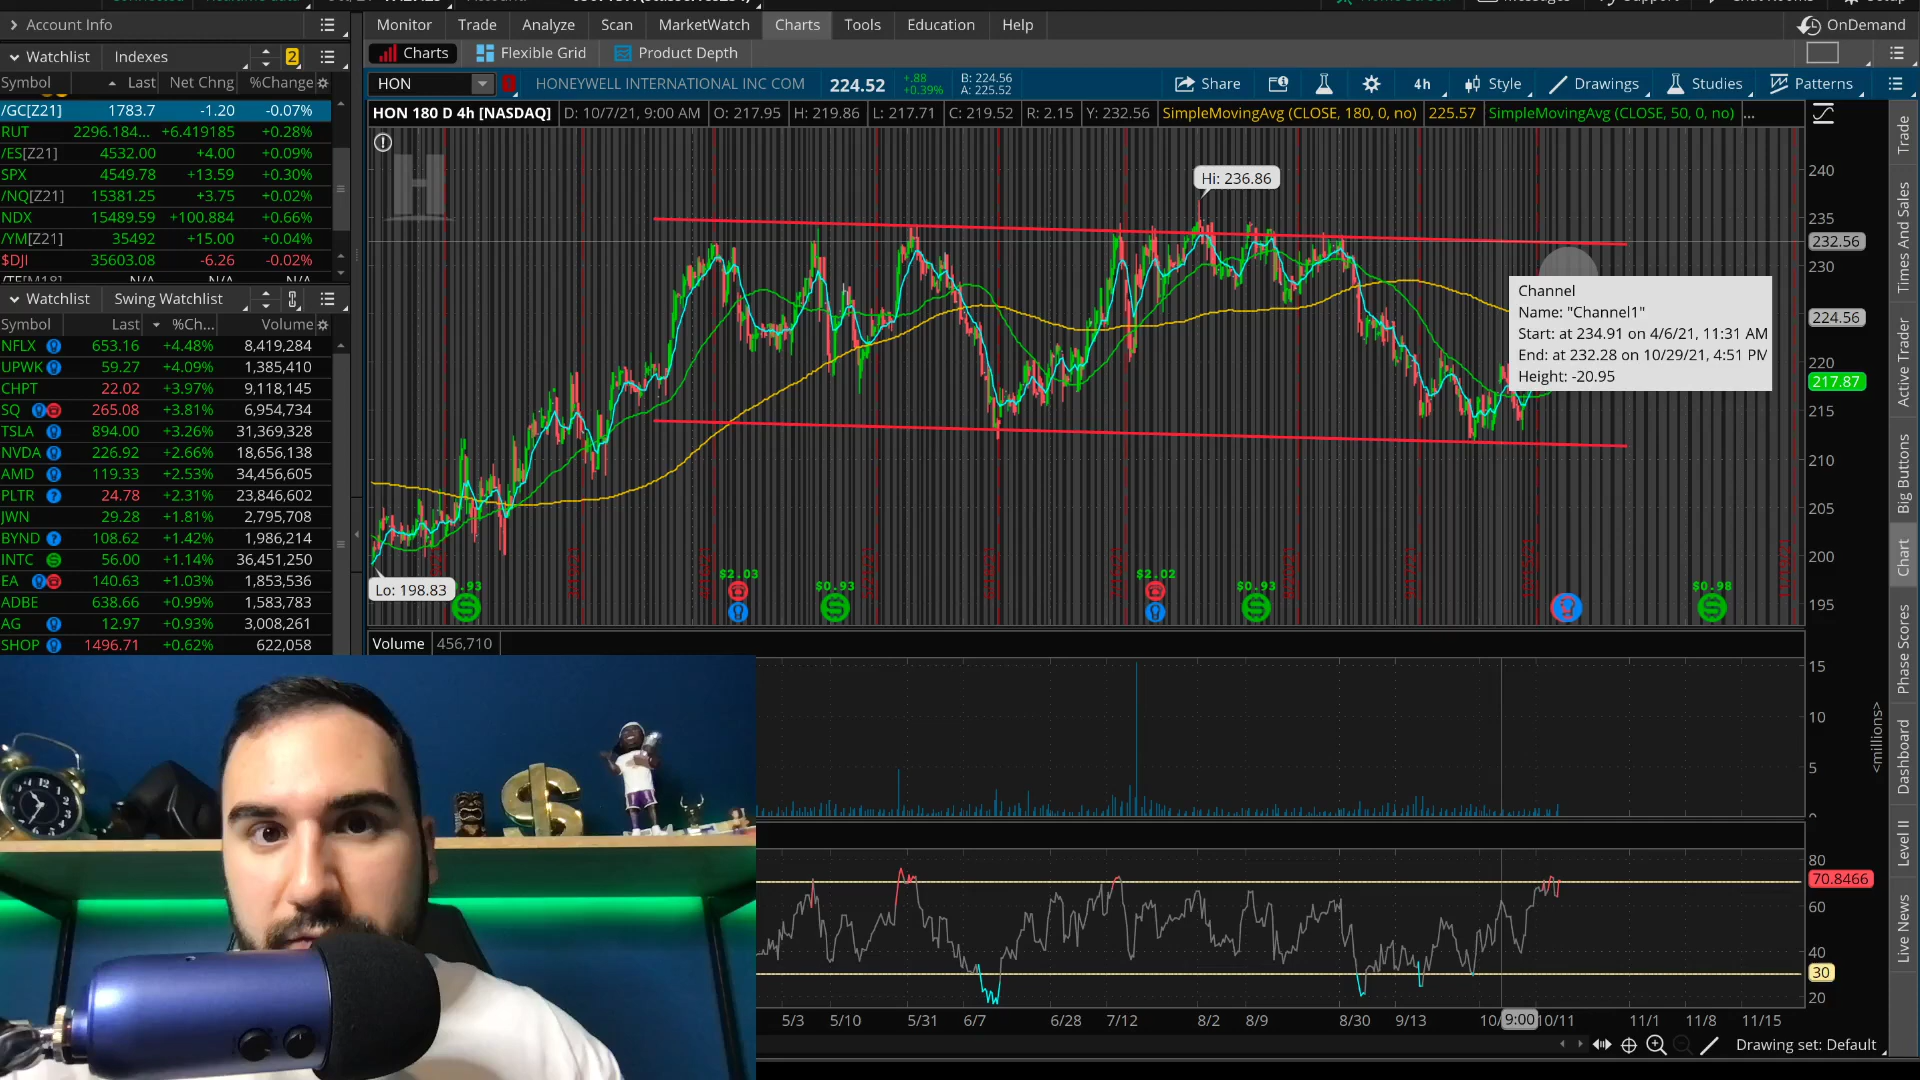 Account Info
Monitor Trade Analyze Scan MarketWatch Charts Tools Education Help OnDemand
Watchlist Indexes 2
Charts Flexible Grid Product Depth
Symbol Last Net Chng %Change
HON HONEYWELL INTERNATIONAL INC COM 224.52 +.88 +0.39% B: 224.56 A: 225.52 Share 4h Style Drawings Studies Patterns
HON 180 D 4h [NASDAQ] D: 10/7/21, 9:00 AM O: 217.95 H: 219.86 L: 217.71 C: 219.52 R: 2.15 Y: 232.56 SimpleMovingAvg (CLOSE, 180, 0, no) 225.57 SimpleMovingAvg (CLOSE, 50, 0, no) ...
/GC[Z21] 1783.7 -1.20 -0.07%
RUT 2296.184... +6.419185 +0.28%
/ES[Z21] 4532.00 +4.00 +0.09%
SPX 4549.78 +13.59 +0.30%
/NQ[Z21] 15381.25 +3.75 +0.02%
NDX 15489.59 +100.884 +0.66%
/YM[Z21] 35492 +15.00 +0.04%
$DJI 35603.08 -6.26 -0.02%
Watchlist Swing Watchlist
Symbol Last %Ch... Volume
NFLX 653.16 +4.48% 8,419,284
UPWK 59.27 +4.09% 1,385,410
CHPT 22.02 +3.97% 9,118,145
SQ 265.08 +3.81% 6,954,734
TSLA 894.00 +3.26% 31,369,328
NVDA 226.92 +2.66% 18,656,138
AMD 119.33 +2.53% 34,456,605
PLTR 24.78 +2.31% 23,846,602
JWN 29.28 +1.81% 2,795,708
BYND 108.62 +1.42% 1,986,214
INTC 56.00 +1.14% 36,451,250
EA 140.63 +1.03% 1,853,536
ADBE 638.66 +0.99% 1,583,783
AG 12.97 +0.93% 3,008,261
SHOP 1496.71 +0.62% 622,058
Hi: 236.86
Channel
Name: "Channel1"
Start: at 234.91 on 4/6/21, 11:31 AM
End: at 232.28 on 10/29/21, 4:51 PM
Height: -20.95
Lo: 198.83
.93 $2.03 $0.93 $2.02 $0.93 $0.98
240
235
232.56
230
224.56
220
217.87
215
210
205
200
195
Volume 456,710
15
10
5
<millions>
80
70.8466
60
40
30
20
5/3 5/10 5/31 6/7 6/28 7/12 8/2 8/9 8/30 9/13 10/ 9:00 10/11 11/1 11/8 11/15
Drawing set: Default
Trade
Times And Sales
Active Trader
Big Buttons
Chart
Phase Scores
Dashboard
Level II
Live News